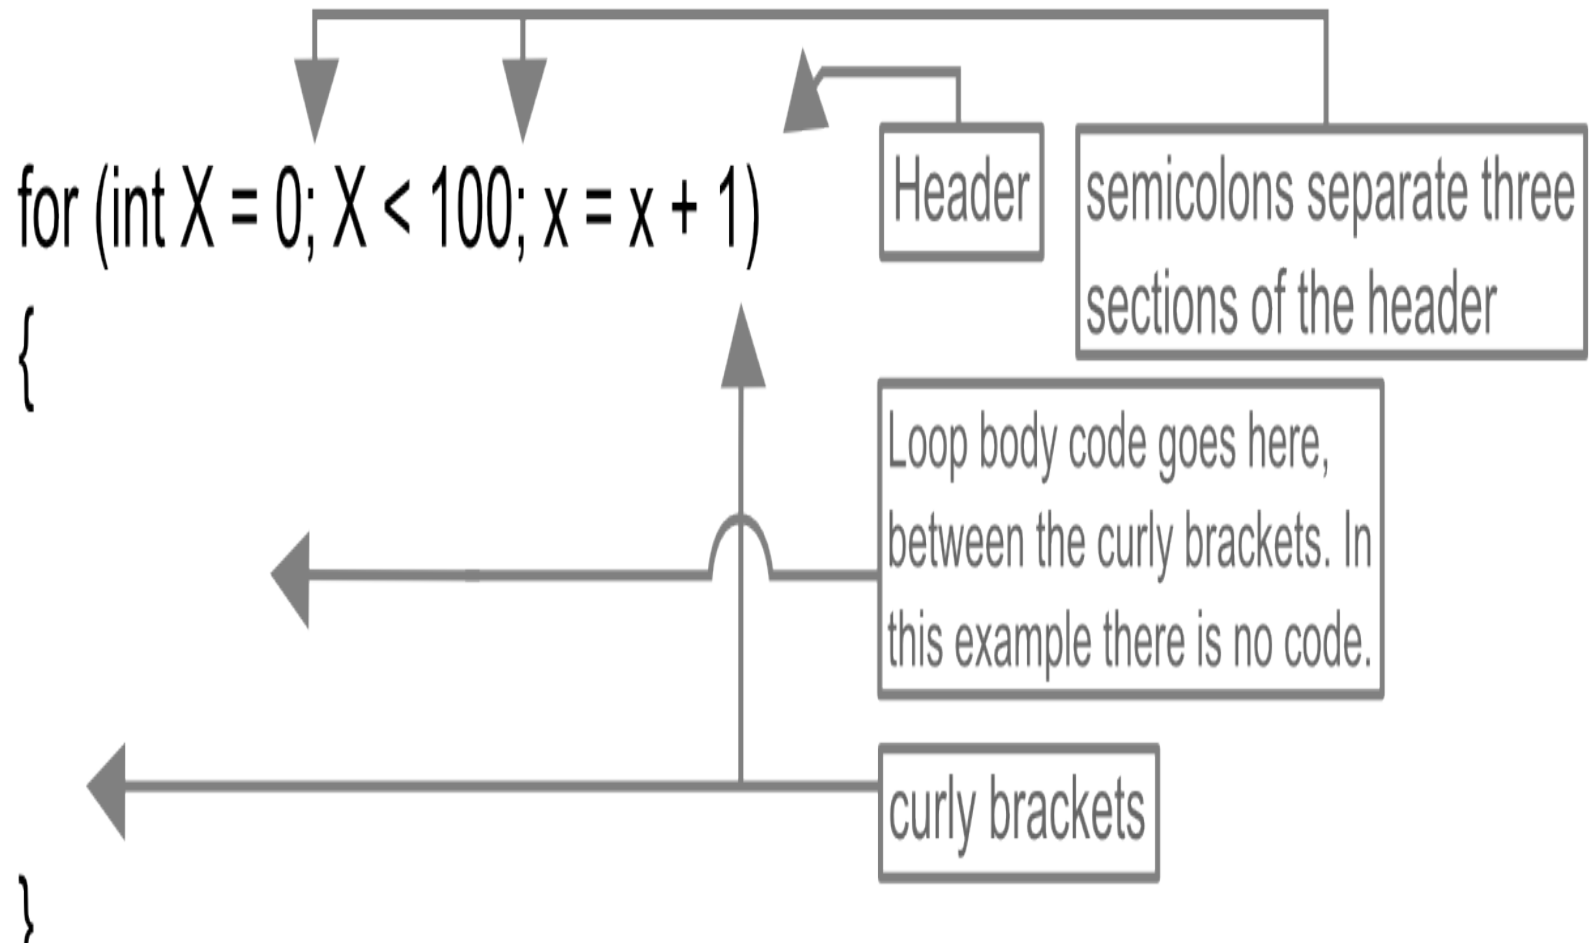 for (int X = 0; X < 100; x = x + 1)
Header
semicolons separate three
sections of the header
{
Loop body code goes here,
between the curly brackets. In
this example there is no code.
curly brackets
}